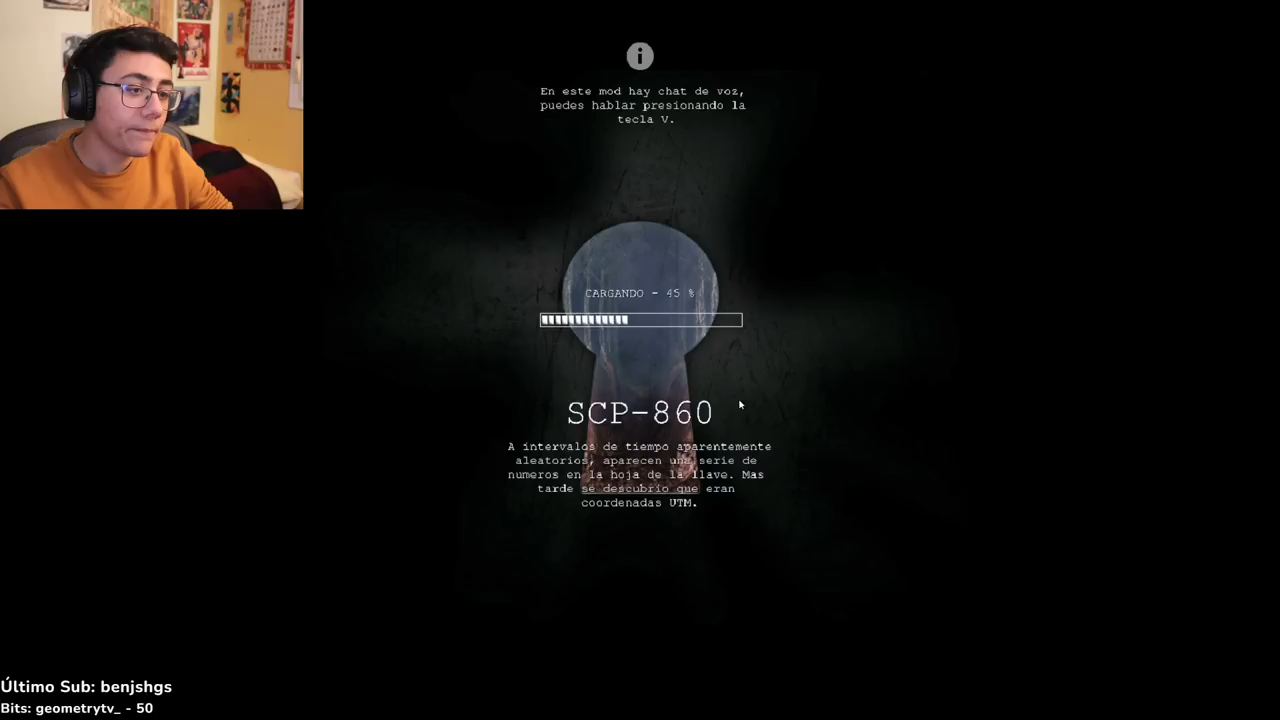 En este mod hay chat de voz,
puedes hablar presionando la
tecla V.
CARGANDO - 45 %
SCP-860
A intervalos de tiempo aparentemente
aleatorios, aparecen una serie de
numeros en la hoja de la llave. Mas
tarde se descubrio que eran
coordenadas UTM.
Último Sub: benjshgs
Bits: geometrytv_ - 50